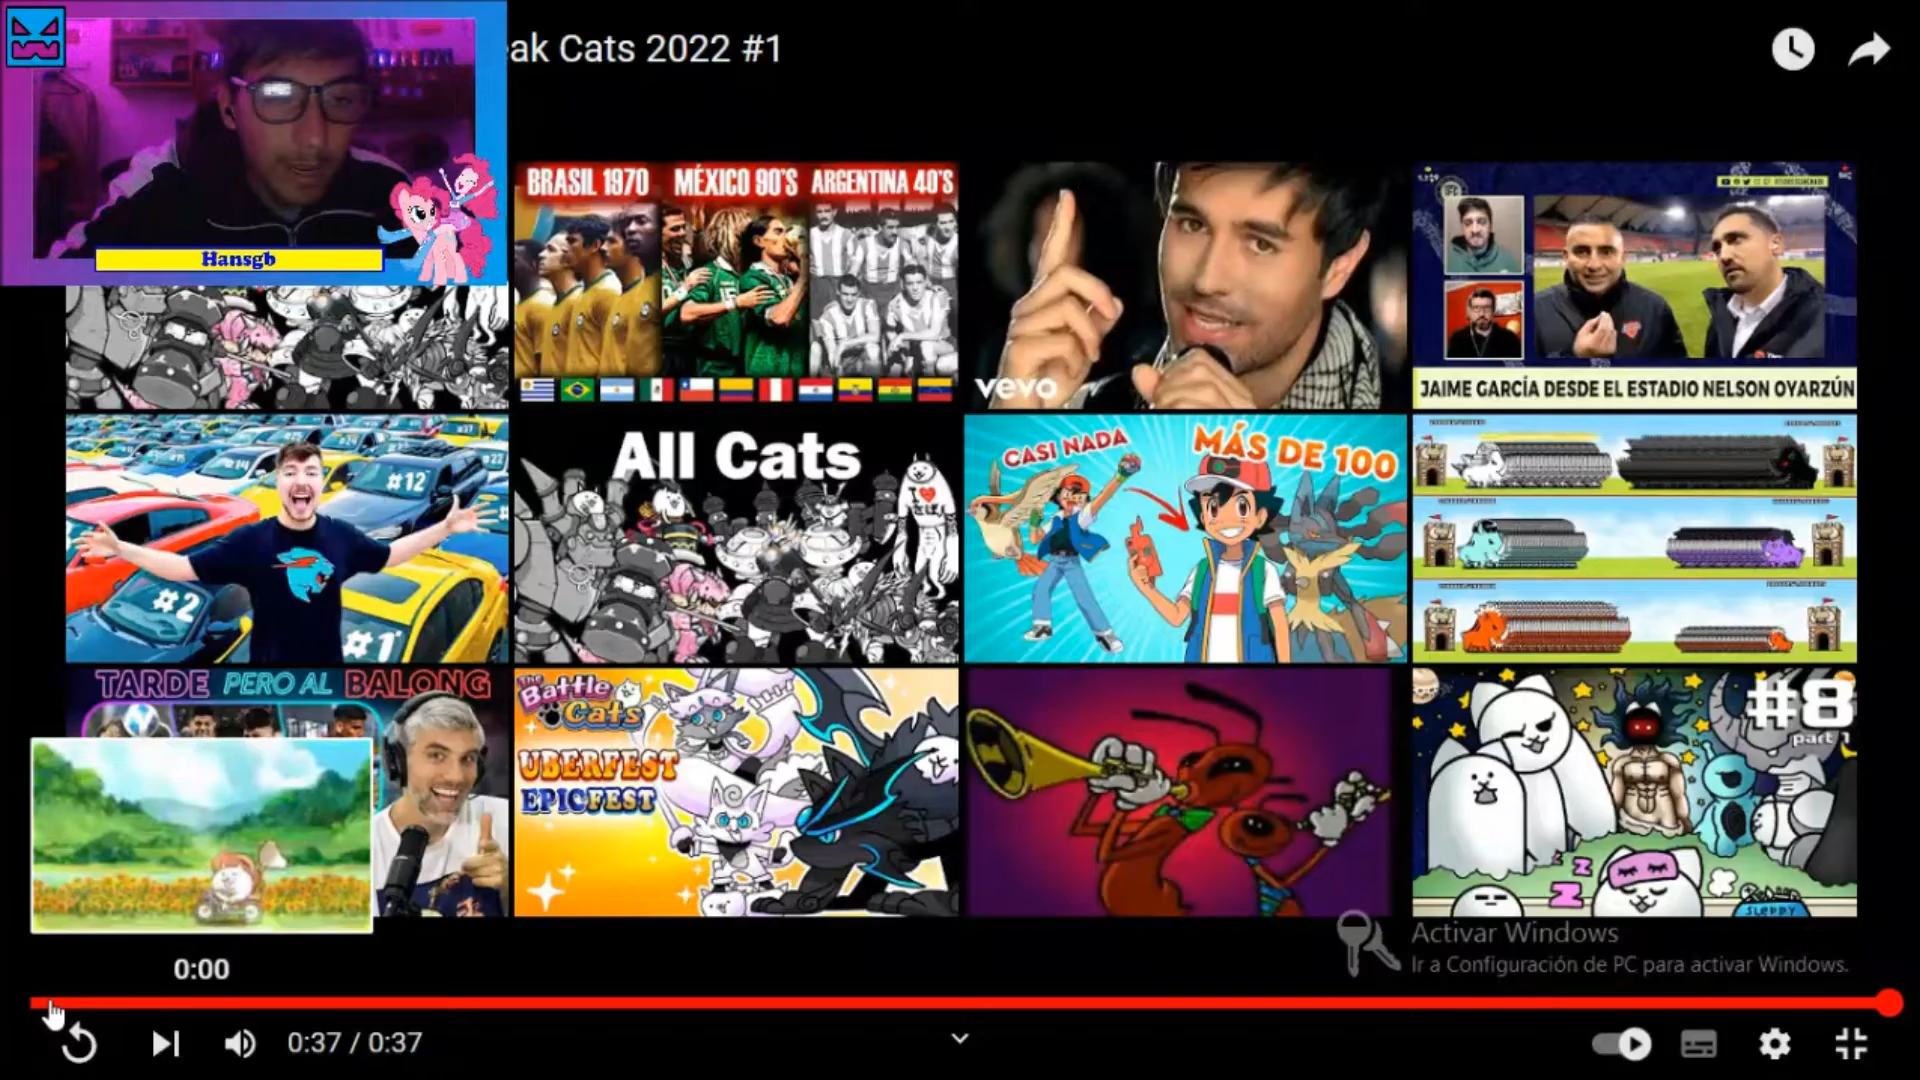 ak Cats 2022 #1
Hansgb
BRASIL 1970
MÉXICO 90'S
ARGENTINA 40'S
vevo
JAIME GARCÍA DESDE EL ESTADIO NELSON OYARZÚN
#12
#2
#1
All Cats
CASI NADA
MÁS DE 100
TARDE PERO AL BALONG
The Battle Cats
UBERFEST
EPICFEST
#8
part 1
z z z
SLEPPY
Activar Windows
Ir a Configuración de PC para activar Windows.
0:00
0:37 / 0:37